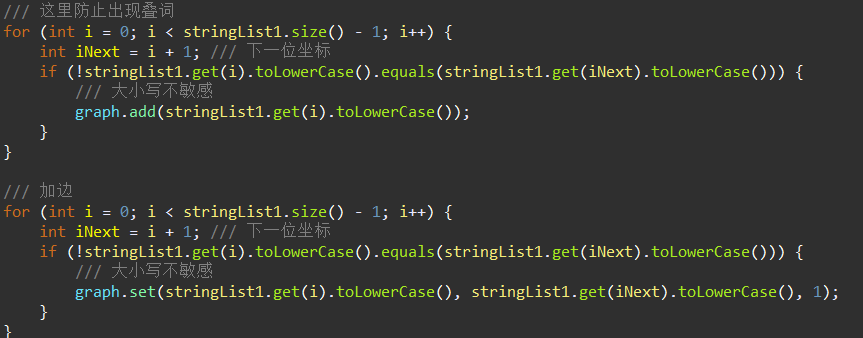 /// 这里防止出现叠词
for (int i = 0; i < stringList1.size() - 1; i++) {
int iNext = i + 1; /// 下一位坐标
if (!stringList1.get(i).toLowerCase().equals(stringList1.get(iNext).toLowerCase())) {
/// 大小写不敏感
graph.add(stringList1.get(i).toLowerCase());
}
}
/// 加边
for (int i = 0; i < stringList1.size() - 1; i++) {
int iNext = i + 1; /// 下一位坐标
if (!stringList1.get(i).toLowerCase().equals(stringList1.get(iNext).toLowerCase())) {
/// 大小写不敏感
graph.set(stringList1.get(i).toLowerCase(), stringList1.get(iNext).toLowerCase(), 1);
}
}